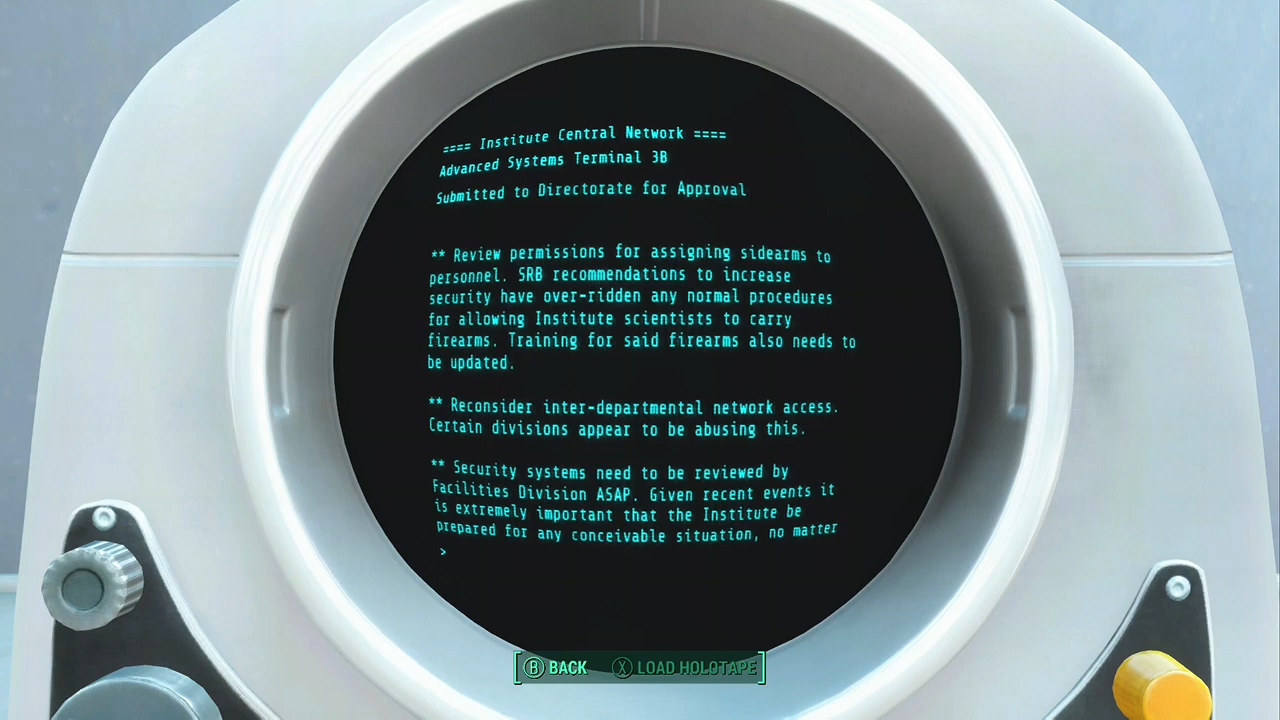 ==== Institute Central Network ====
Advanced Systems Terminal 3B
Submitted to Directorate for Approval
** Review permissions for assigning sidearms to
personnel. SRB recommendations to increase
security have over-ridden any normal procedures
for allowing Institute scientists to carry
firearms. Training for said firearms also needs to
be updated.
** Reconsider inter-departmental network access.
Certain divisions appear to be abusing this.
** Security systems need to be reviewed by
Facilities Division ASAP. Given recent events it
is extremely important that the Institute be
prepared for any conceivable situation, no matter
>
B) BACK X) LOAD HOLOTAPE